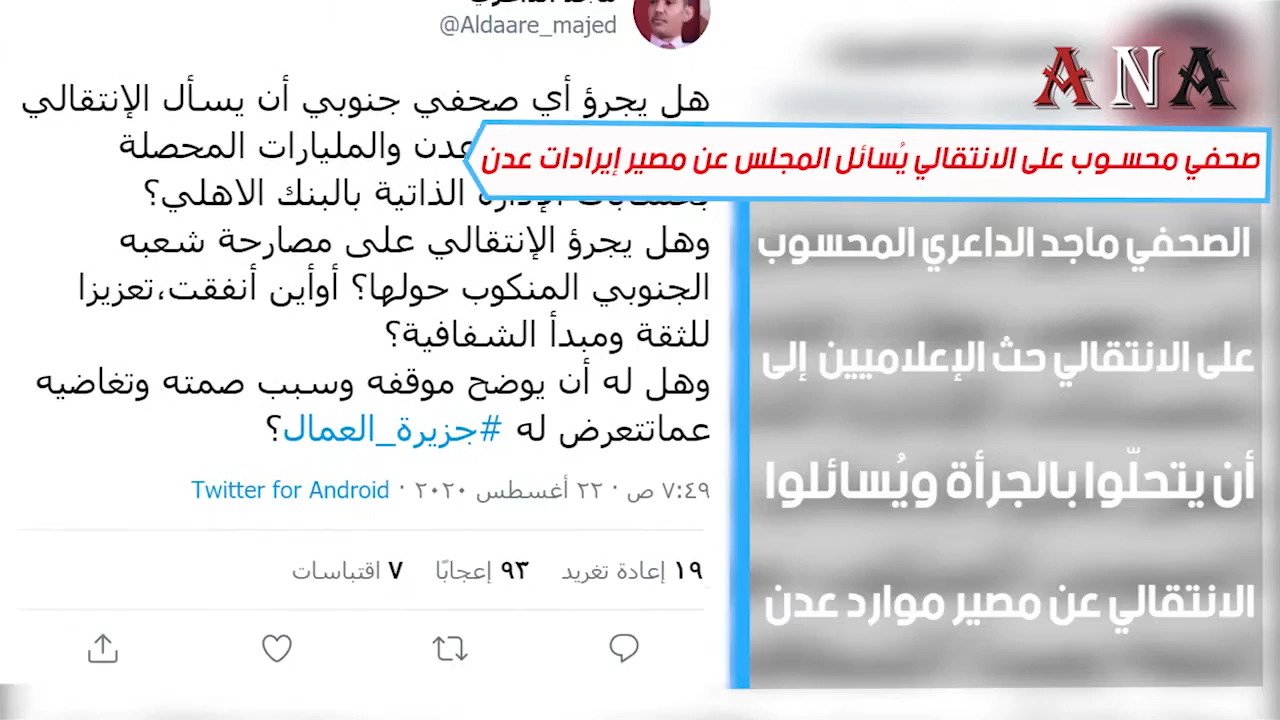 @Aldaare_majed
هل يجرؤ أي صحفي جنوبي أن يسأل الإنتقالي
عدن والمليارات المحصلة
الذاتية بالبنك الاهلي؟
وهل يجرؤ الإنتقالي على مصارحة شعبه
الجنوبي المنكوب حولها؟ أوأين أنفقت،تعزيزا
للثقة ومبدأ الشفافية؟
وهل له أن يوضح موقفه وسبب صمته وتغاضيه
عماتتعرض له #جزيرة_العمال؟
٧:٤٩ ص · ٢٢ أغسطس ٢٠٢٠ · Twitter for Android
١٩ إعادة تغريد ٩٣ إعجابًا ٧ اقتباسات
ANA
صحفي محسوب على الانتقالي يُسائل المجلس عن مصير إيرادات عدن
الصحفي ماجد الداعري المحسوب
على الانتقالي حث الإعلاميين إلى
أن يتحلّوا بالجرأة ويُسائلوا
الانتقالي عن مصير موارد عدن